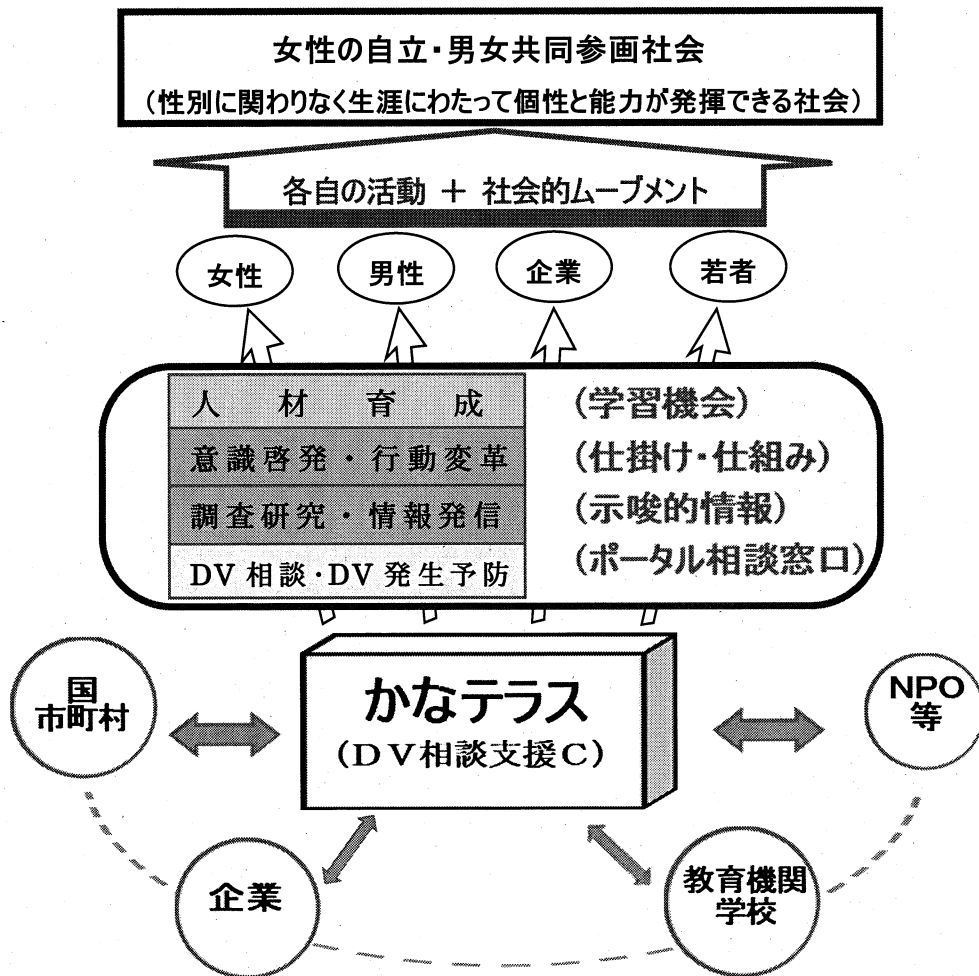 女性の自立・男女共同参画社会
（性別に関わりなく生涯にわたって個性と能力が発揮できる社会）
各自の活動 + 社会的ムーブメント
女性
男性
企業
若者
人材育成
(学習機会)
意識啓発・行動変革
(仕掛け・仕組み)
調査研究・情報発信
(示唆的情報)
DV相談・DV発生予防
(ポータル相談窓口)
国
市町村
かなテラス
(DV相談支援C)
NPO
等
企業
教育機関
学校